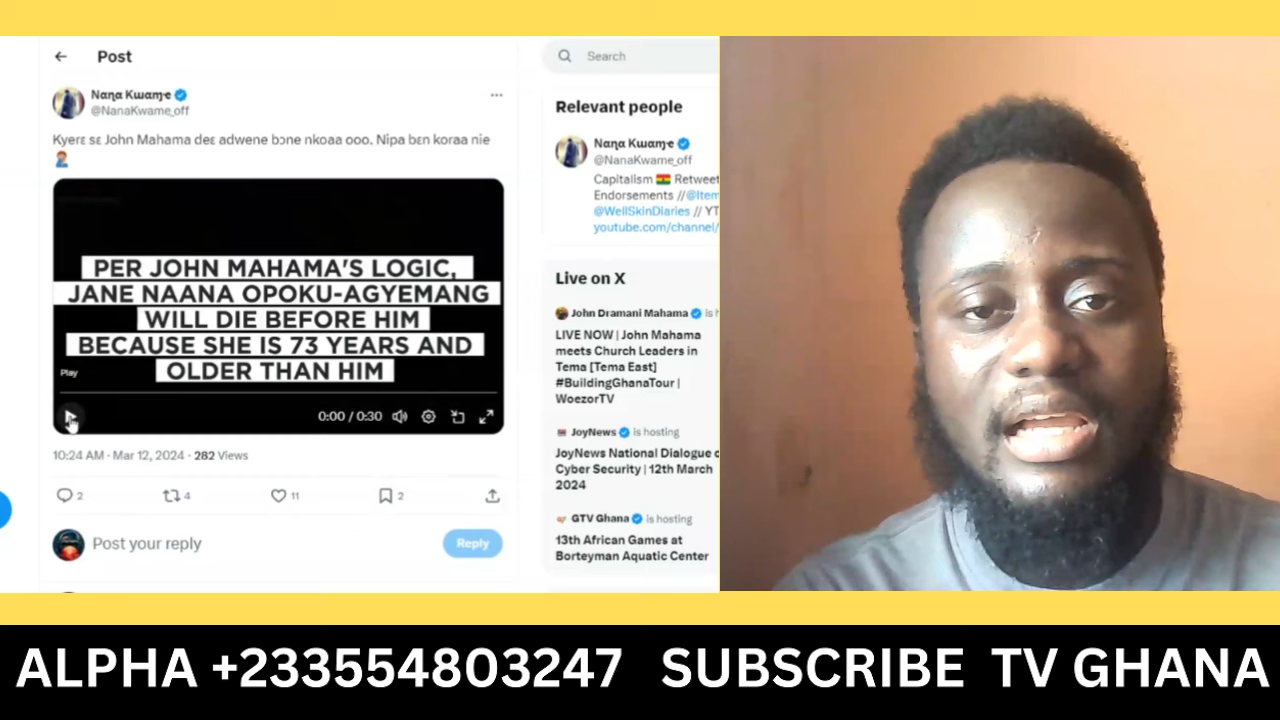 Post
Nana Kwame
@NanaKwame_off
Kyerɛ sɛ John Mahama deɛ adwene bɔne nkoaa ooo. Nipa bɛn koraa nie
PER JOHN MAHAMA'S LOGIC,
JANE NAANA OPOKU-AGYEMANG
WILL DIE BEFORE HIM
BECAUSE SHE IS 73 YEARS AND
OLDER THAN HIM
Play
0:00 / 0:30
10:24 AM · Mar 12, 2024 · 282 Views
2
4
11
2
Post your reply
Reply
Search
Relevant people
Nana Kwame
@NanaKwame_off
Capitalism 🇬🇭 Retweet
Endorsements //@Item
@WellSkinDiaries // YT
youtube.com/channel/
Live on X
John Dramani Mahama is h
LIVE NOW | John Mahama
meets Church Leaders in
Tema [Tema East]
#BuildingGhanaTour |
WoezorTV
JoyNews is hosting
JoyNews National Dialogue o
Cyber Security | 12th March
2024
GTV Ghana is hosting
13th African Games at
Borteyman Aquatic Center
ALPHA +233554803247 SUBSCRIBE TV GHANA